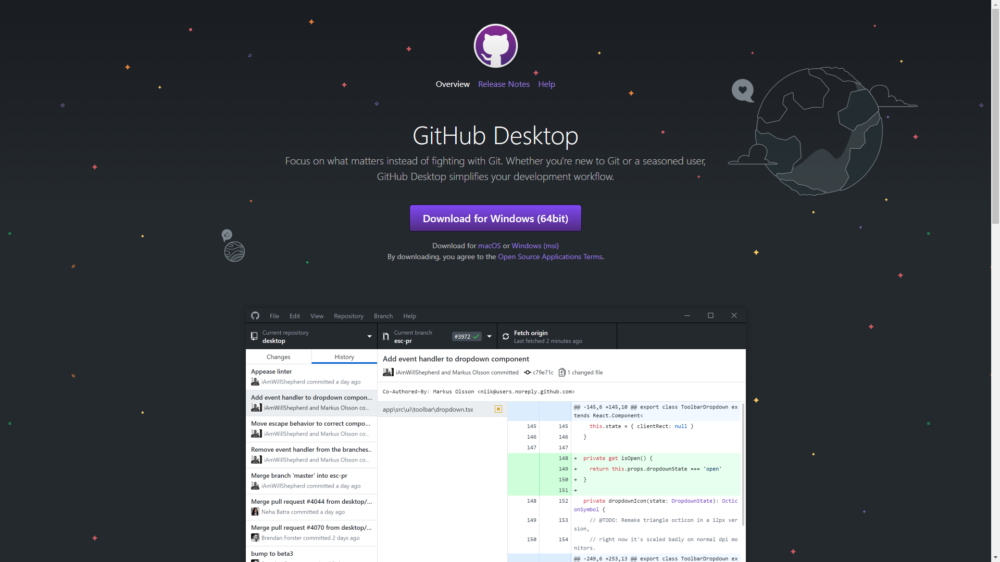 Overview Release Notes Help
GitHub Desktop
Focus on what matters instead of fighting with Git. Whether you're new to Git or a seasoned user,
GitHub Desktop simplifies your development workflow.
Download for Windows (64bit)
Download for macOS or Windows (msi)
By downloading, you agree to the Open Source Applications Terms.
File Edit View Repository Branch Help
Current repository
desktop
Current branch
esc-pr
#3972
Fetch origin
Last fetched 2 minutes ago
Changes History
Appease linter
iAmWillShepherd committed a day ago
Add event handler to dropdown compon...
iAmWillShepherd and Markus Olsson co...
Move escape behavior to correct compo...
iAmWillShepherd and Markus Olsson co...
Remove event handler from the branches..
iAmWillShepherd and Markus Olsson co...
Merge branch 'master' into esc-pr
iAmWillShepherd committed a day ago
Merge pull request #4044 from desktop/...
Neha Batra committed a day ago
Merge pull request #4070 from desktop/...
Brendan Forster committed 2 days ago
bump to beta3
Add event handler to dropdown component
iAmWillShepherd and Markus Olsson committed c79e71c 1 changed file
Co-Authored-By: Markus Olsson <niik@users.noreply.github.com>
app\src\ui\toolbar\dropdown.tsx
@@ -145,6 +145,10 @@ export class ToolbarDropdown ex
tends React.Component<
145 145 this.state = { clientRect: null }
146 146 }
147 147
148 + private get isOpen() {
149 + return this.props.dropdownState === 'open'
150 + }
151 +
148 152 private dropdownIcon(state: DropdownState): Octic
onSymbol {
149 153 // @TODO: Remake triangle octicon in a 12px ver
sion,
150 154 // right now it's scaled badly on normal dpi mo
nitors.
@@ -249,6 +253,13 @@ export class ToolbarDropdown ex